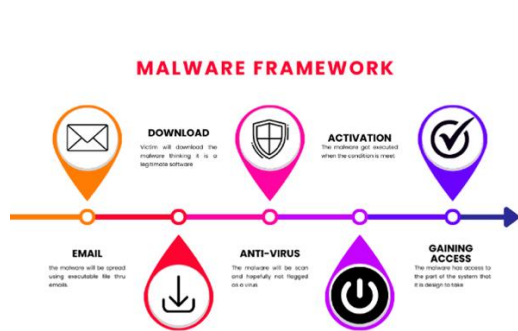 MALWARE FRAMEWORK
DOWNLOAD
Victim will download the
malware thinking it is a
legitimate software
ACTIVATION
The malware got executed
when the condition is meet
EMAIL
the malware will be spread
using executable file thru
emails
ANTI-VIRUS
The malware will be scan
and hopefully not flagged
as a virus
GAINING
ACCESS
The malware has access to
the part of the system that
it is design to take